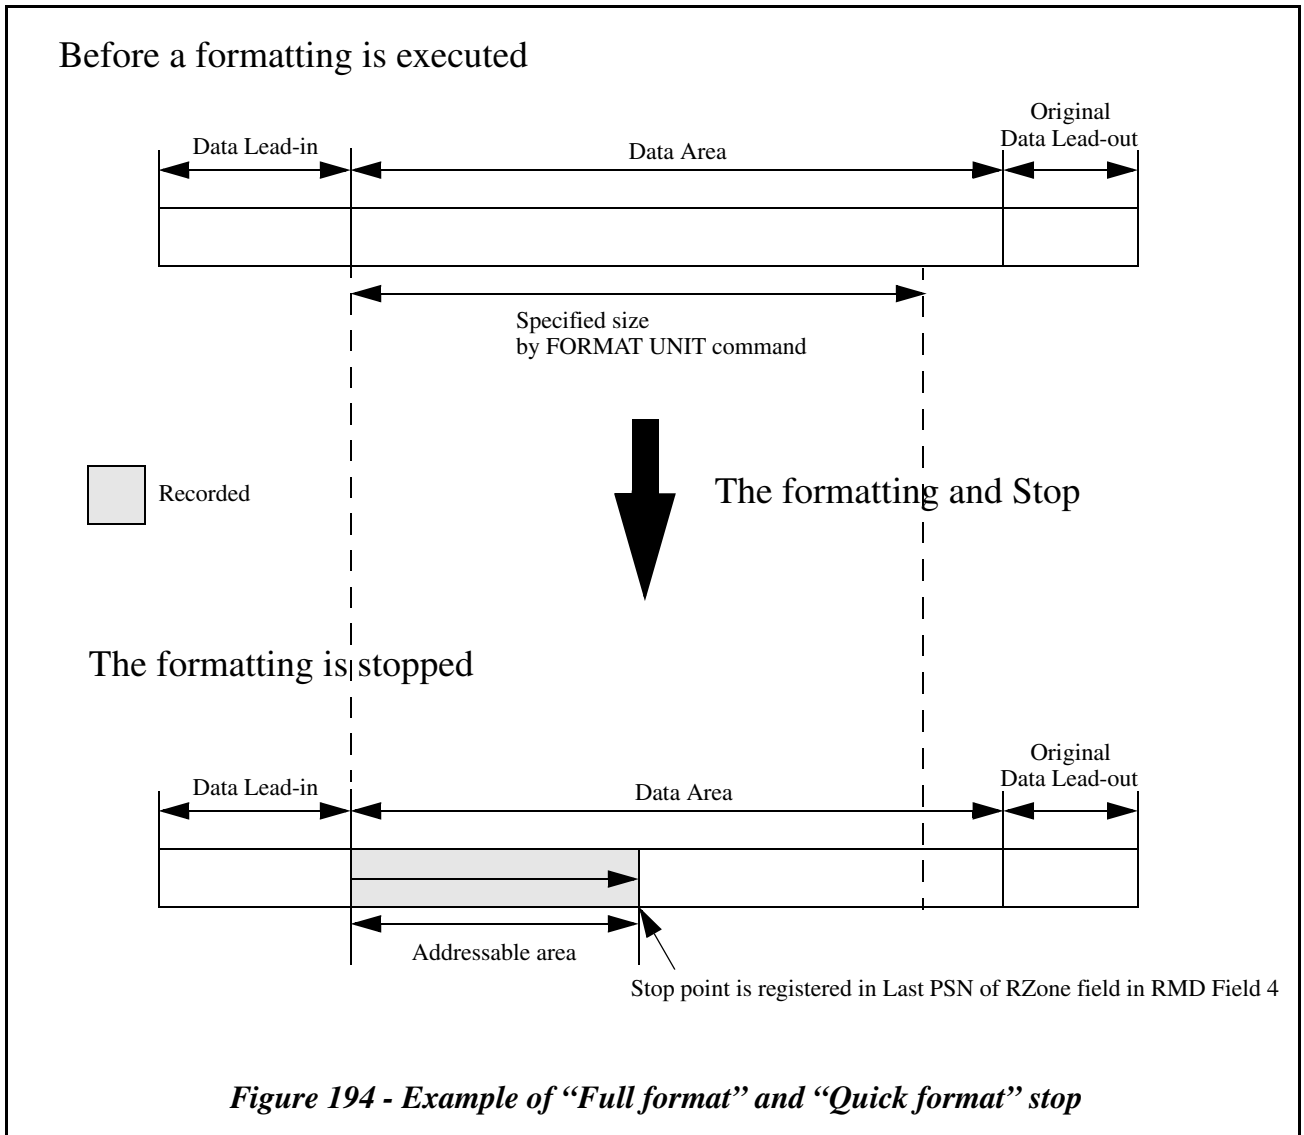 Before a formatting is executed
Original
Data Lead-in
Data Area
Data Lead-out
Specified size
by FORMAT UNIT command
Recorded
The formatting and Stop
The formatting is stopped
Original
Data Lead-in
Data Area
Data Lead-out
Addressable area
Stop point is registered in Last PSN of RZone field in RMD Field 4
Figure 194 - Example of “Full format” and “Quick format” stop